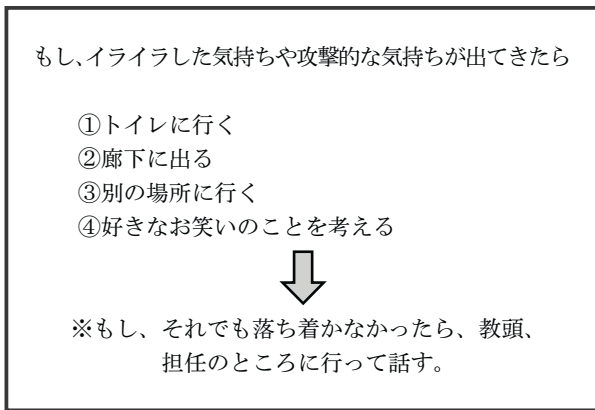 もし、イライラした気持ちや攻撃的な気持ちが出てきたら
①トイレに行く
②廊下に出る
③別の場所に行く
④好きなお笑いのことを考える
※もし、それでも落ち着かなかったら、教頭、
担任のところに行って話す。